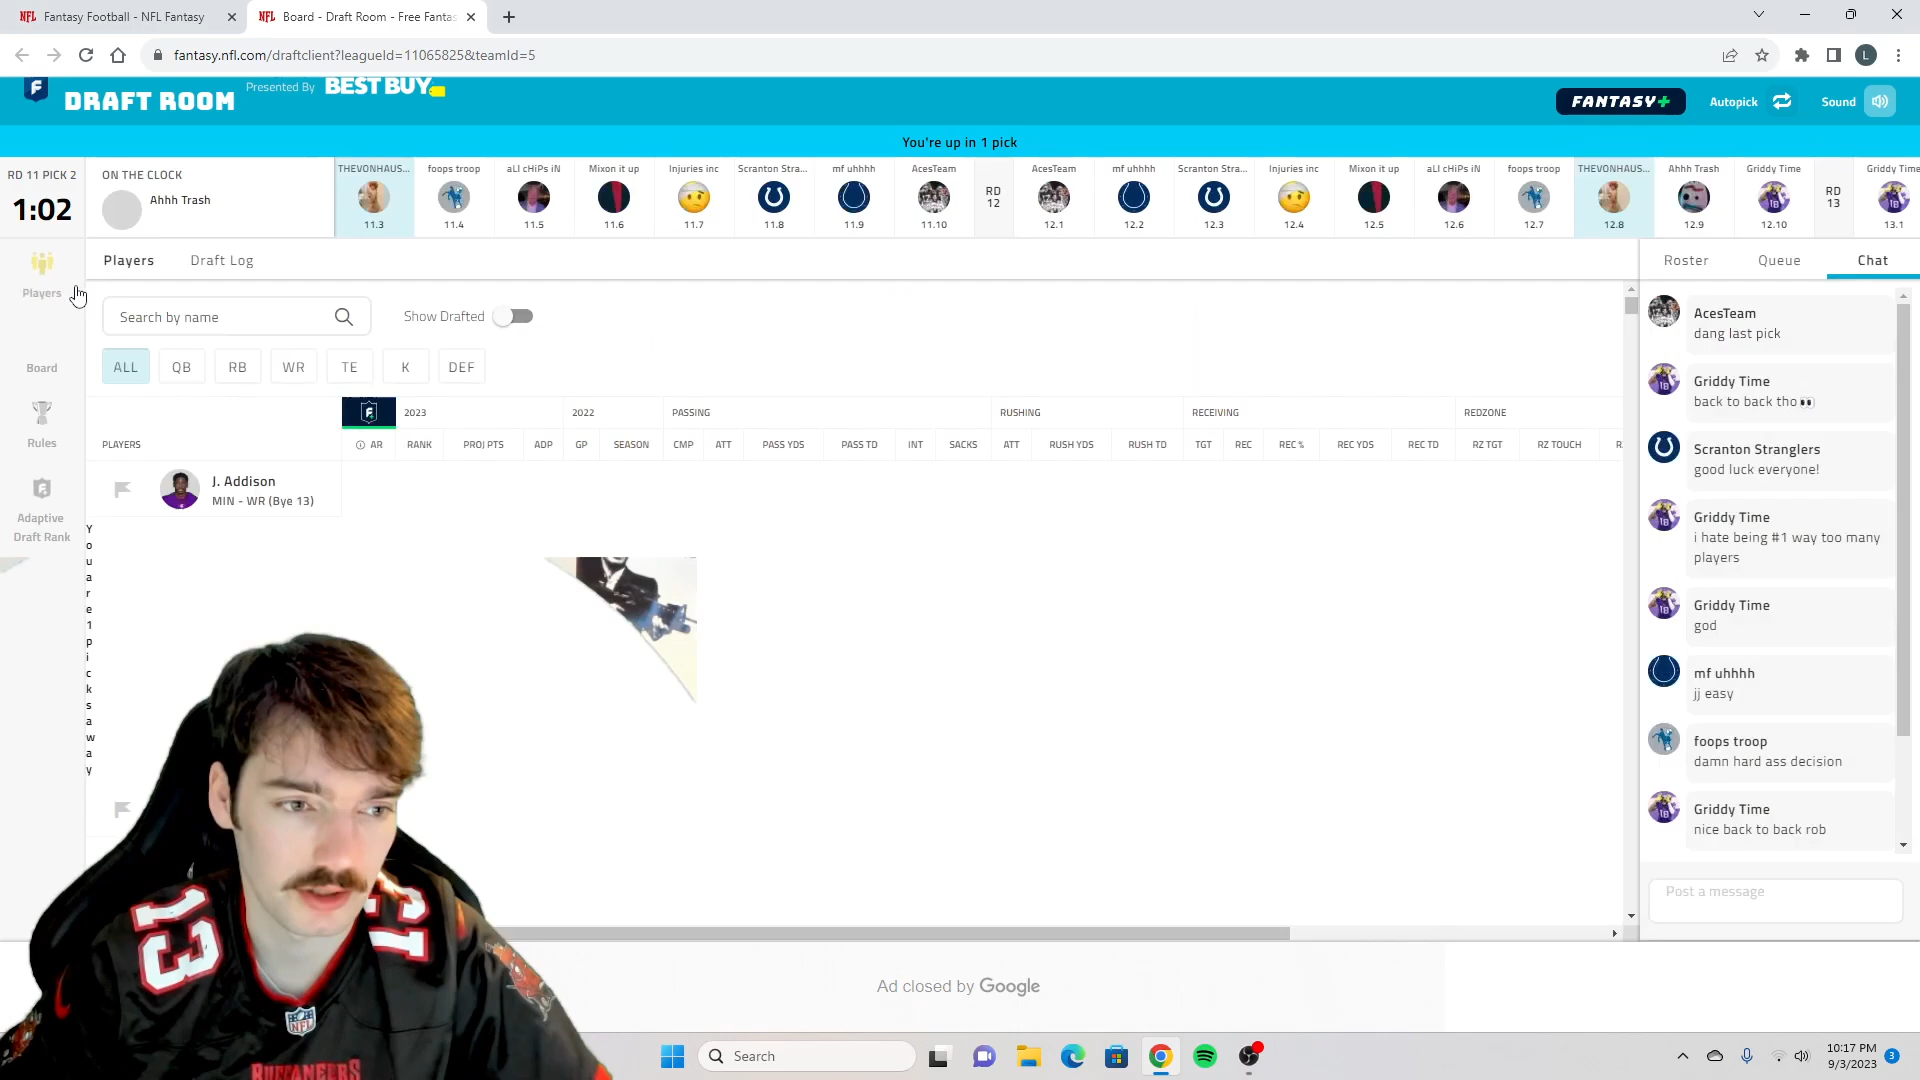 Fantasy Football - NFL Fantasy
Board - Draft Room - Free Fantas
fantasy.nfl.com/draftclient?leagueId=11065825&teamId=5
L
DRAFT ROOM
Presented By BEST BUY
FANTASY+
Autopick
Sound
You're up in 1 pick
RD 11 PICK 2
1:02
ON THE CLOCK
Ahhh Trash
THEVONHAUS... 11.3
foops troop 11.4
aLl cHiPs iN 11.5
Mixon it up 11.6
Injuries inc 11.7
Scranton Stra... 11.8
mf uhhhh 11.9
AcesTeam 11.10
RD 12
AcesTeam 12.1
mf uhhhh 12.2
Scranton Stra... 12.3
Injuries inc 12.4
Mixon it up 12.5
aLl cHiPs iN 12.6
foops troop 12.7
THEVONHAUS... 12.8
Ahhh Trash 12.9
Griddy Time 12.10
RD 13
Griddy Time 13.1
Players
Board
Rules
Adaptive
Draft Rank
Players
Draft Log
Search by name
Show Drafted
ALL QB RB WR TE K DEF
2023 2022 PASSING RUSHING RECEIVING REDZONE
PLAYERS AR RANK PROJ PTS ADP GP SEASON CMP ATT PASS YDS PASS TD INT SACKS ATT RUSH YDS RUSH TD TGT REC REC % REC YDS REC TD RZ TGT RZ TOUCH
J. Addison
MIN - WR (Bye 13)
You are 1 picks away
Roster Queue Chat
AcesTeam
dang last pick
Griddy Time
back to back tho👀
Scranton Stranglers
good luck everyone!
Griddy Time
i hate being #1 way too many
players
Griddy Time
god
mf uhhhh
jj easy
foops troop
damn hard ass decision
Griddy Time
nice back to back rob
Post a message
Ad closed by Google
13
NFL
BUCCANEERS
Search
10:17 PM
9/3/2023
3